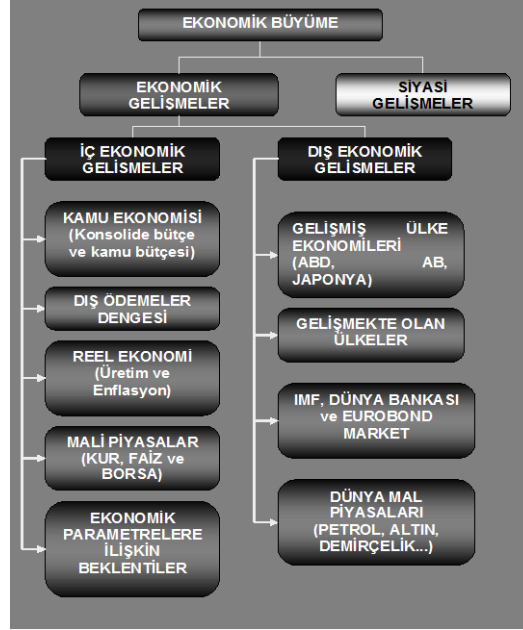 EKONOMİK BÜYÜME
EKONOMİK
GELİŞMELER
SİYASİ
GELİŞMELER
İÇ EKONOMİK
GELİSMELER
DIŞ EKONOMİK
GELİSMELER
KAMU EKONOMİSİ
(Konsolide bütçe
ve kamu bütçesi)
DIŞ ÖDEMELER
DENGESİ
REEL EKONOMİ
(Üretim ve
Enflasyon)
MALİ PİYASALAR
(KUR, FAİZ ve
BORSA)
EKONOMİK
PARAMETRELERE
İLİŞKİN
BEKLENTİLER
GELİŞMİŞ ÜLKE
EKONOMİLERİ
(ABD, AB,
JAPONYA)
GELİŞMEKTE OLAN
ÜLKELER
IMF, DÜNYA BANKASI
ve EUROBOND
MARKET
DÜNYA MAL
PİYASALARI
(PETROL, ALTIN,
DEMİRÇELİK...)